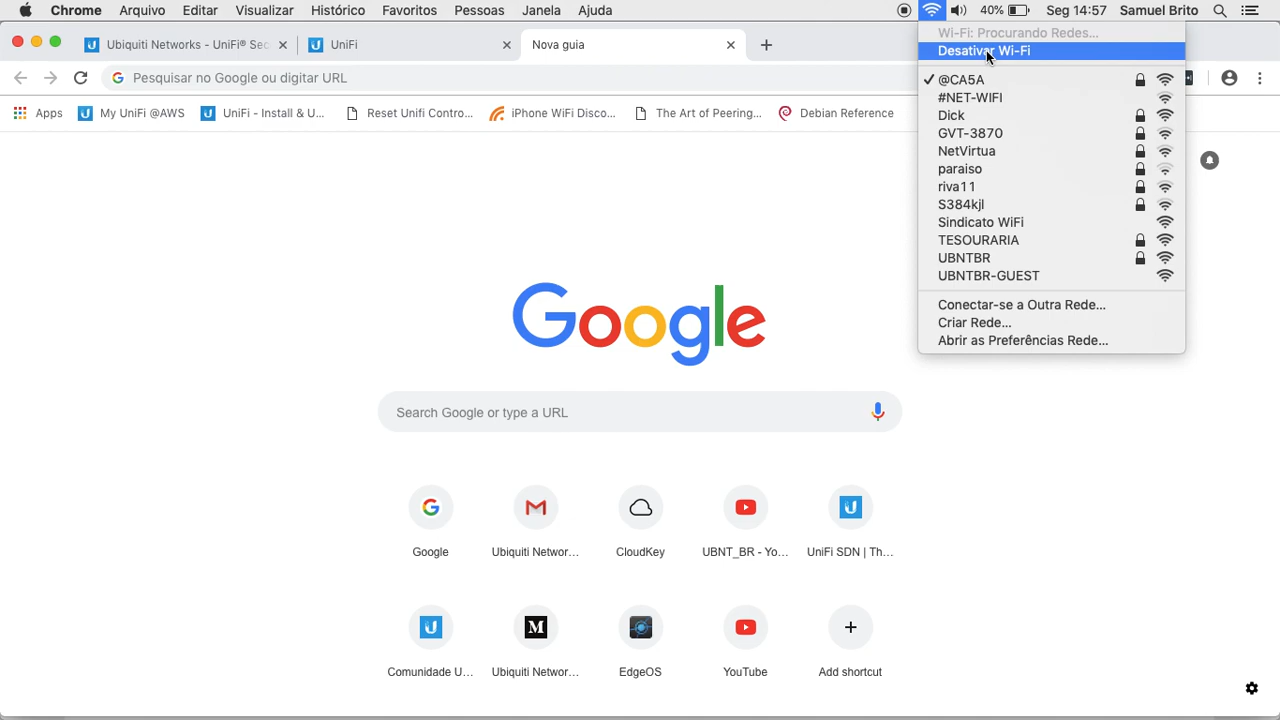 Chrome Arquivo Editar Visualizar Histórico Favoritos Pessoas Janela Ajuda 40% Seg 14:57 Samuel Brito
Ubiquiti Networks - UniFi® Sec
UniFi
Nova guia
Pesquisar no Google ou digitar URL
Apps My UniFi @AWS Unifi - Install & U... Reset Unifi Contro... iPhone WiFi Disco... The Art of Peering... Debian Reference
Wi-Fi: Procurando Redes...
Desativar Wi-Fi
✓ @CA5A
#NET-WIFI
Dick
GVT-3870
NetVirtua
paraiso
riva11
S384kjl
Sindicato WiFi
TESOURARIA
UBNTBR
UBNTBR-GUEST
Conectar-se a Outra Rede...
Criar Rede...
Abrir as Preferências Rede...
Google
Search Google or type a URL
Google Ubiquiti Networ... CloudKey UBNT_BR - Yo... UniFi SDN | Th...
Comunidade U... Ubiquiti Networ... EdgeOS YouTube Add shortcut